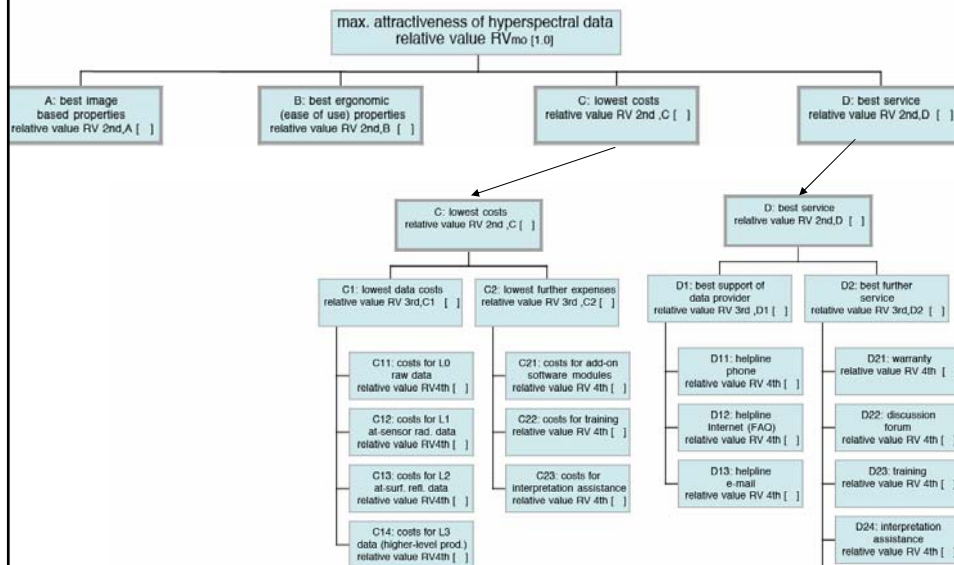 max. attractiveness of hyperspectral data
relative value RVmo [1.0]
A: best image
based properties
relative value RV 2nd,A [ ]
B: best ergonomic
(ease of use) properties
relative value RV 2nd,B [ ]
C: lowest costs
relative value RV 2nd ,C [ ]
D: best service
relative value RV 2nd,D [ ]
C: lowest costs
relative value RV 2nd ,C [ ]
C1: lowest data costs
relative value RV 3rd,C1 [ ]
C11: costs for L0
raw data
relative value RV4th [ ]
C12: costs for L1
at-sensor rad. data
relative value RV4th [ ]
C13: costs for L2
at-surf. refl. data
relative value RV4th [ ]
C14: costs for L3
data (higher-level prod.)
relative value RV4th [ ]
C2: lowest further expenses
relative value RV 3rd ,C2 [ ]
C21: costs for add-on
software modules
relative value RV 4th [ ]
C22: costs for training
relative value RV 4th [ ]
C23: costs for
interpretation assistance
relative value RV 4th [ ]
D: best service
relative value RV 2nd,D [ ]
D1: best support of
data provider
relative value RV 3rd ,D1 [ ]
D11: helpline
phone
relative value RV 4th [ ]
D12: helpline
Internet (FAQ)
relative value RV 4th [ ]
D13: helpline
e-mail
relative value RV 4th [ ]
D2: best further
service
relative value RV 3rd,D2 [ ]
D21: warranty
relative value RV 4th [
D22: discussion
forum
relative value RV 4th [ ]
D23: training
relative value RV 4th [ ]
D24: interpretation
assistance
relative value RV 4th [ ]